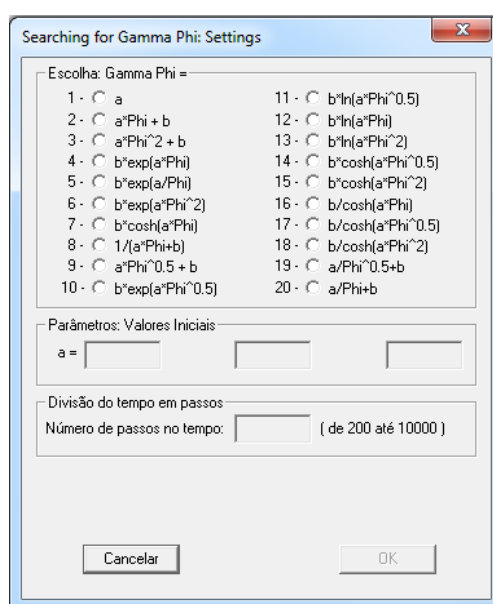 Searching for Gamma Phi: Settings
Escolha: Gamma Phi =
1 - a
2 - a*Phi + b
3 - a*Phi^2 + b
4 - b*exp(a*Phi)
5 - b*exp(a/Phi)
6 - b*exp(a*Phi^2)
7 - b*cosh(a*Phi)
8 - 1/(a*Phi+b)
9 - a*Phi^0.5 + b
10 - b*exp(a*Phi^0.5)
11 - b*ln(a*Phi^0.5)
12 - b*ln(a*Phi)
13 - b*ln(a*Phi^2)
14 - b*cosh(a*Phi^0.5)
15 - b*cosh(a*Phi^2)
16 - b/cosh(a*Phi)
17 - b/cosh(a*Phi^0.5)
18 - b/cosh(a*Phi^2)
19 - a/Phi^0.5+b
20 - a/Phi+b
Parâmetros: Valores Iniciais
a =
Divisão do tempo em passos
Número de passos no tempo: ( de 200 até 10000 )
Cancelar OK